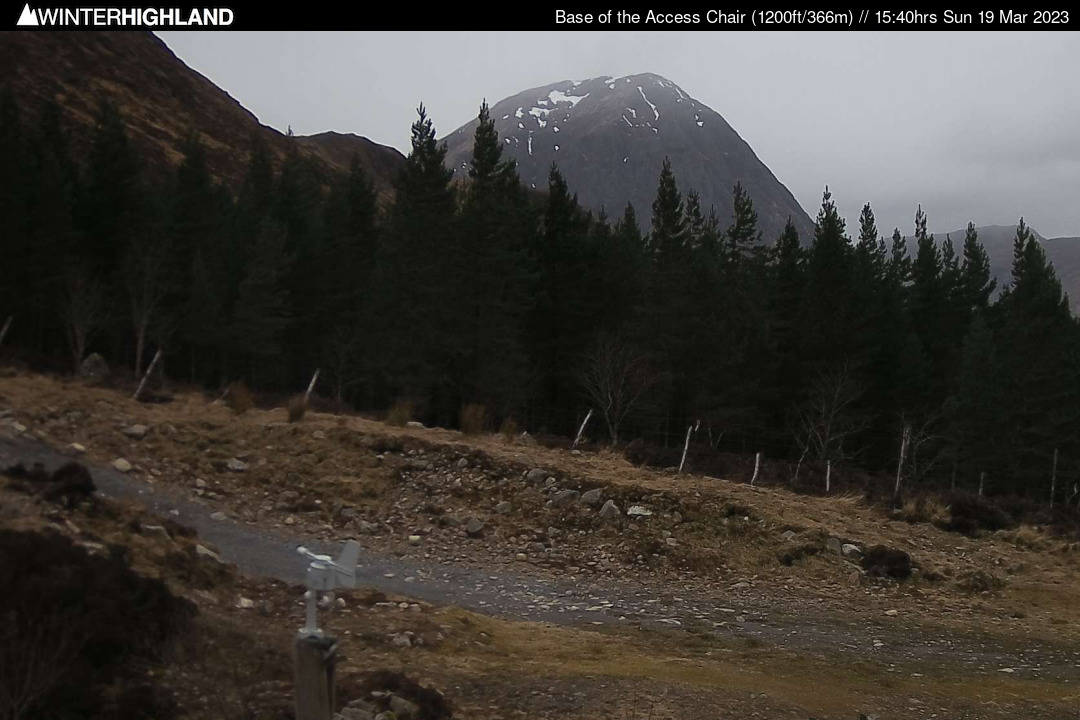 WINTERHIGHLAND
Base of the Access Chair (1200ft/366m) // 15:40hrs Sun 19 Mar 2023